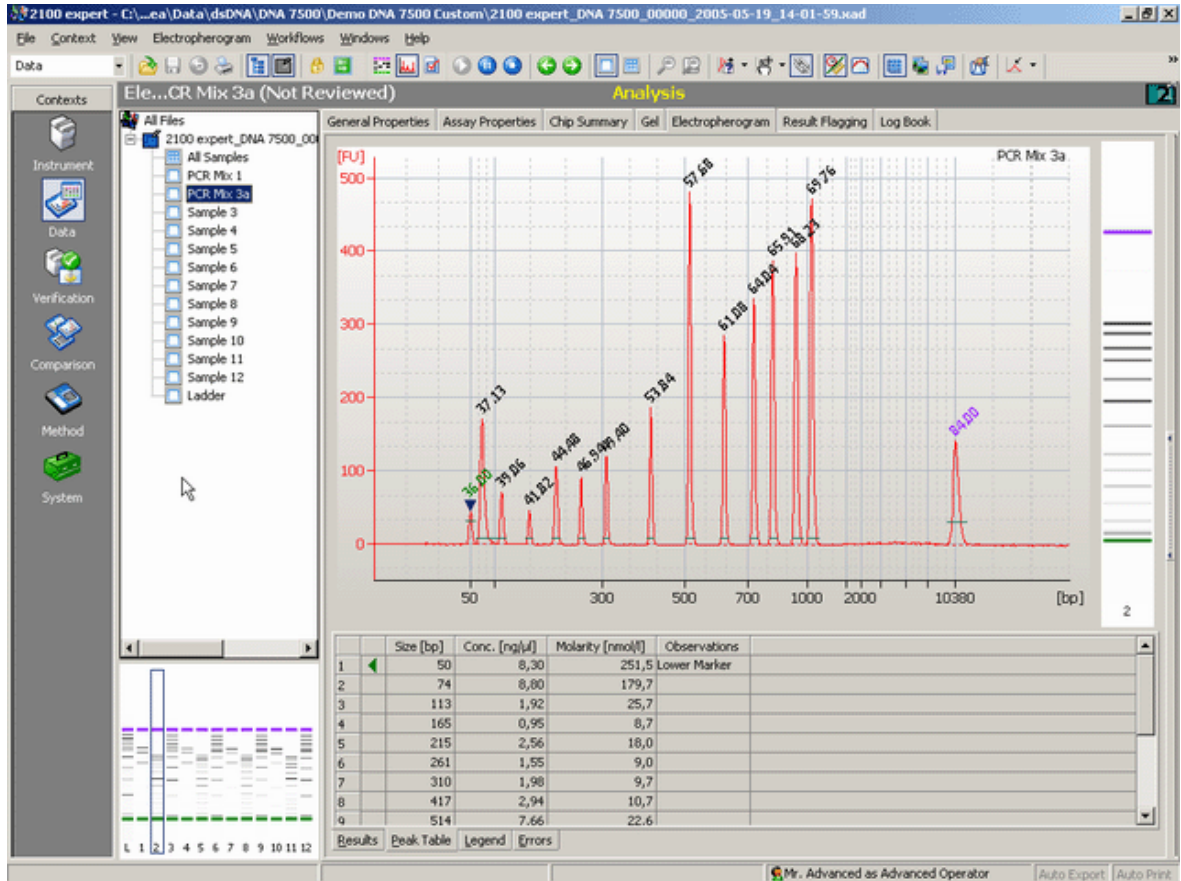 2100 expert - C:\...ea\Data\dsDNA\DNA 7500\Demo DNA 7500 Custom\2100 expert_DNA 7500_00000_2005-05-19_14-01-59.xad
File Context View Electropherogram Workflows Windows Help
Data
Contexts
Ele...CR Mix 3a (Not Reviewed) Analysis 2
Instrument
Data
Verification
Comparison
Method
System
All Files
2100 expert_DNA 7500_00
All Samples
PCR Mix 1
PCR Mix 3a
Sample 3
Sample 4
Sample 5
Sample 6
Sample 7
Sample 8
Sample 9
Sample 10
Sample 11
Sample 12
Ladder
General Properties Assay Properties Chip Summary Gel Electropherogram Result Flagging Log Book
[FU] PCR Mix 3a
500
400
300
200
100
0
36.00
37.13
39.06
41.82
44.48
46.94
49.40
53.84
57.68
61.08
64.04
65.91
68.23
69.76
84.00
50 300 500 700 1000 2000 10380 [bp]
2
Size [bp] Conc. [ng/µl] Molarity [nmol/l] Observations
1 50 8,30 251,5 Lower Marker
2 74 8,80 179,7
3 113 1,92 25,7
4 165 0,95 8,7
5 215 2,56 18,0
6 261 1,55 9,0
7 310 1,98 9,7
8 417 2,94 10,7
9 514 7,66 22,6
Results Peak Table Legend Errors
L 1 2 3 4 5 6 7 8 9 10 11 12
Mr. Advanced as Advanced Operator Auto Export Auto Print